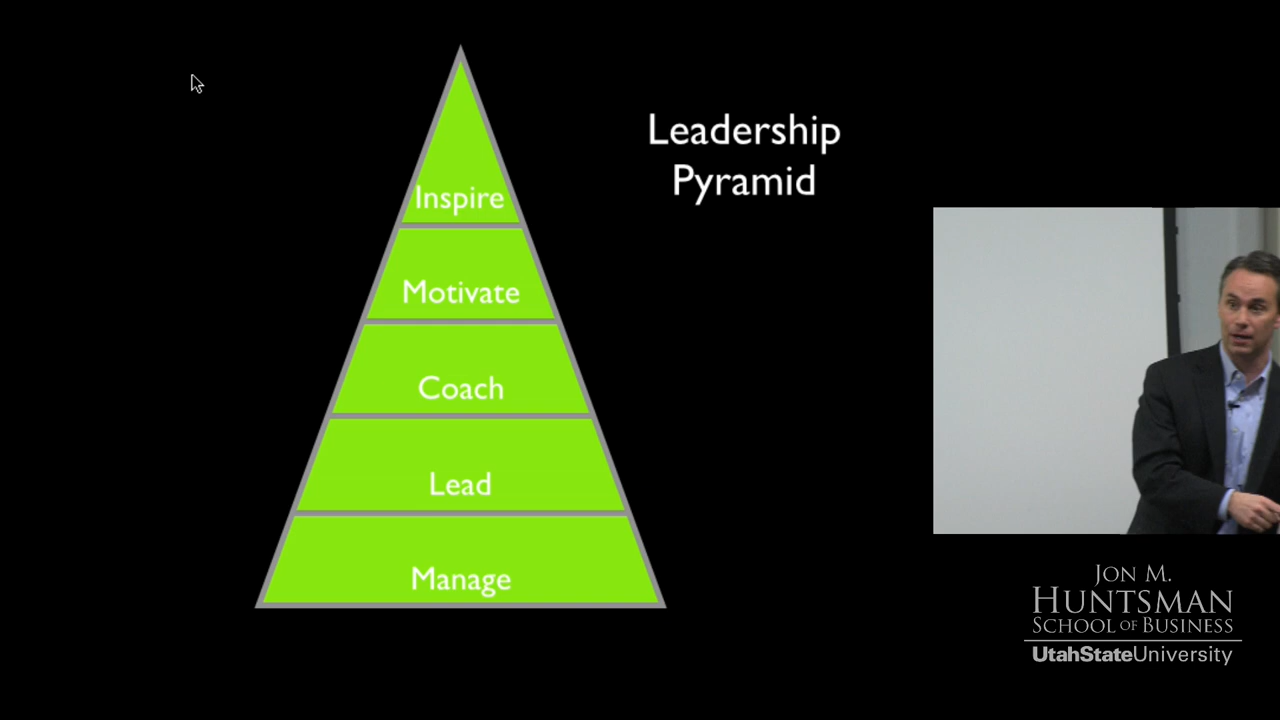 Leadership
Pyramid
Inspire
Motivate
Coach
Lead
Manage
JON M.
HUNTSMAN
SCHOOL OF BUSINESS
UtahStateUniversity